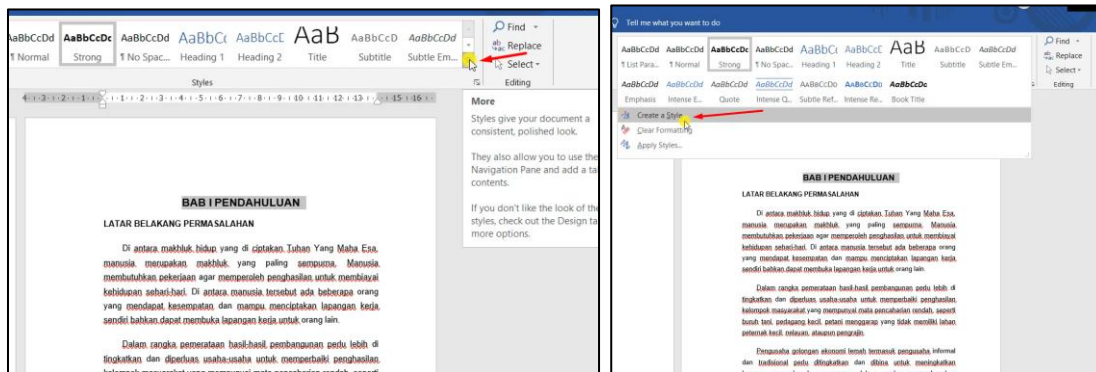 AaBbCcDd AaBbCcDc AaBbCcDd AaBbCc AaBbCcE AaB AaBbCcD AaBbCcDd
¶ Normal Strong ¶ No Spac... Heading 1 Heading 2 Title Subtitle Subtle Em...
Styles
Find
Replace
Select
Editing
More
Styles give your document a
consistent, polished look.
They also allow you to use the
Navigation Pane and add a ta
contents.
If you don't like the look of the
styles, check out the Design ta
more options.
BAB I PENDAHULUAN
LATAR BELAKANG PERMASALAHAN
Di antara makhluk hidup yang di ciptakan Tuhan Yang Maha Esa,
manusia merupakan makhluk yang paling sempurna. Manusia
membutuhkan pekerjaan agar memperoleh penghasilan untuk membiayai
kehidupan sehari-hari. Di antara manusia tersebut ada beberapa orang
yang mendapat kesempatan dan mampu menciptakan lapangan kerja
sendiri bahkan dapat membuka lapangan kerja untuk orang lain.
Dalam rangka pemerataan hasil-hasil pembangunan perlu lebih di
tingkatkan dan diperluas usaha-usaha untuk memperbaiki penghasilan
Tell me what you want to do
AaBbCcDd AaBbCcDd AaBbCcDc AaBbCcDd AaBbCc AaBbCcE AaB AaBbCcD AaBbCcDd
¶ List Para... ¶ Normal Strong ¶ No Spac... Heading 1 Heading 2 Title Subtitle Subtle Em...
AaBbCcDd AaBbCcDd AaBbCcDd AaBbCcDd AaBbCcDd AaBbCcDd AaBbCcDc
Emphasis Intense E... Quote Intense Q... Subtle Ref... Intense Re... Book Title
Create a Style
Clear Formatting
Apply Styles...
Find
Replace
Select
Editing
BAB I PENDAHULUAN
LATAR BELAKANG PERMASALAHAN
Di antara makhluk hidup yang di ciptakan Tuhan Yang Maha Esa,
manusia merupakan makhluk yang paling sempurna. Manusia
membutuhkan pekerjaan agar memperoleh penghasilan untuk membiayai
kehidupan sehari-hari. Di antara manusia tersebut ada beberapa orang
yang mendapat kesempatan dan mampu menciptakan lapangan kerja
sendiri bahkan dapat membuka lapangan kerja untuk orang lain.
Dalam rangka pemerataan hasil-hasil pembangunan perlu lebih di
tingkatkan dan diperluas usaha-usaha untuk memperbaiki penghasilan
kelompok masyarakat yang mempunyai mata pencaharian rendah, seperti
buruh tani, pedagang kecil, petani menggarap yang tidak memiliki lahan
peternak kecil, nelayan, ataupun pengrajin.
Pengusaha golongan ekonomi lemah termasuk pengusaha informal
dan tradisional perlu ditingkatkan dan dibina untuk meningkatkan